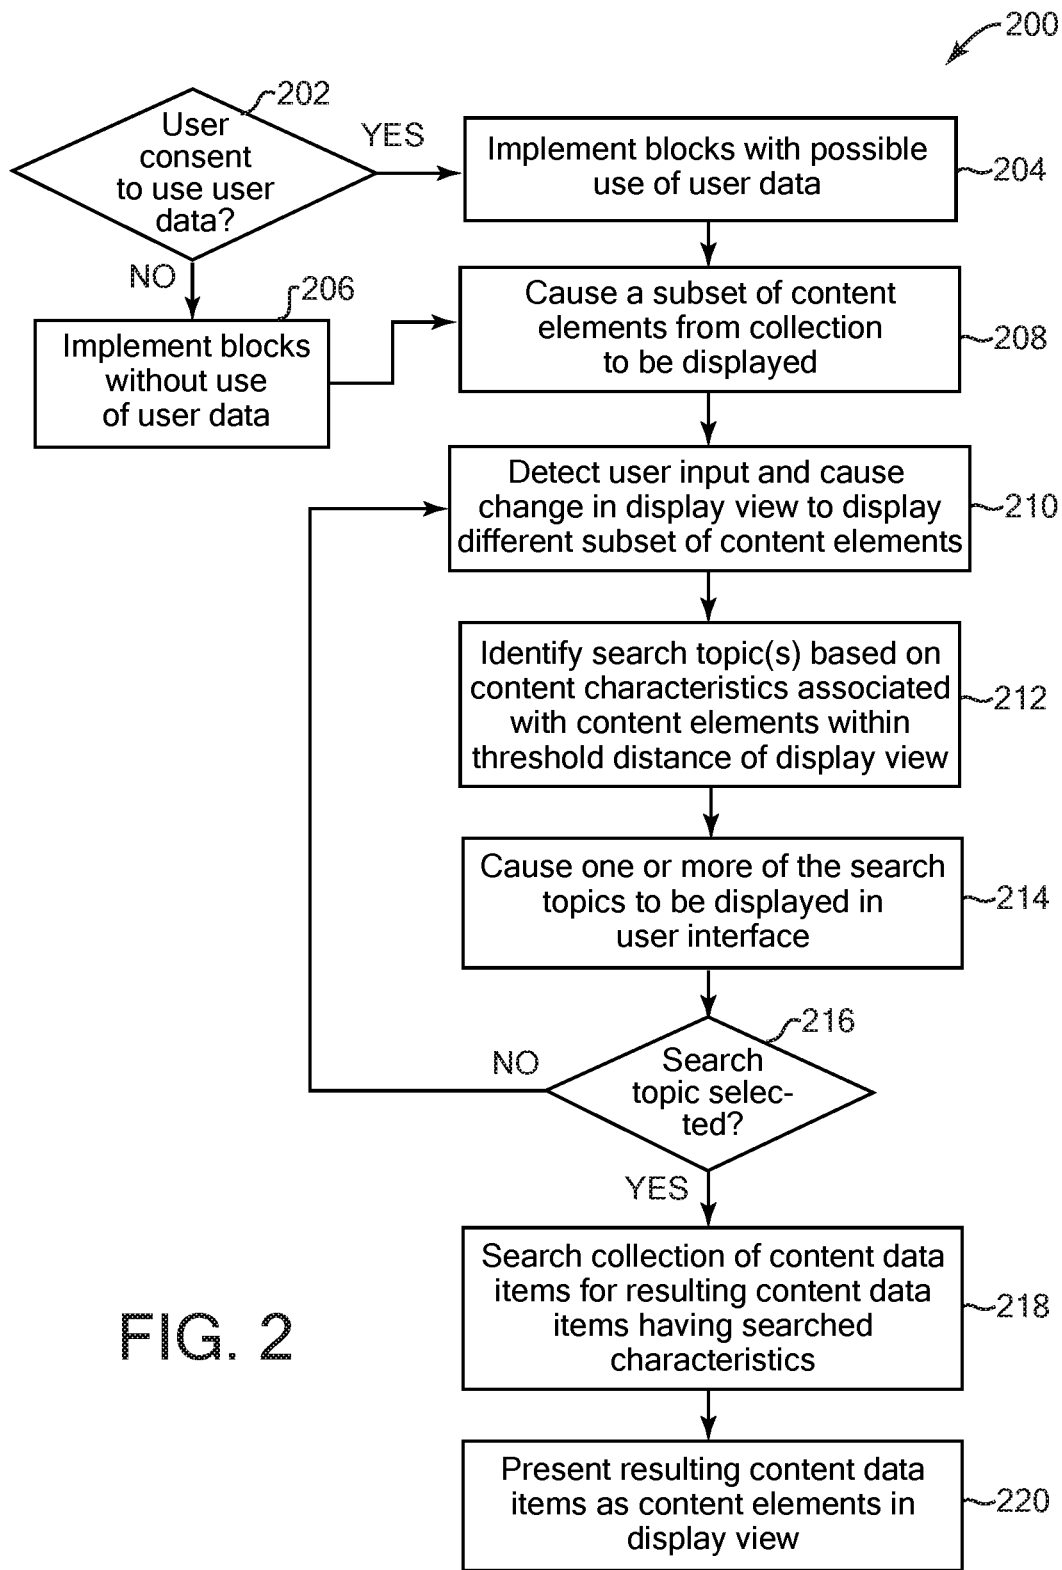 200
202
User
consent
to use user
data?
YES
Implement blocks with possible
use of user data
204
NO
206
Implement blocks
without use
of user data
Cause a subset of content
elements from collection
to be displayed
208
Detect user input and cause
change in display view to display
different subset of content elements
210
Identify search topic(s) based on
content characteristics associated
with content elements within
threshold distance of display view
212
Cause one or more of the search
topics to be displayed in
user interface
214
216
NO
Search
topic selec-
ted?
YES
Search collection of content data
items for resulting content data
items having searched
characteristics
218
FIG. 2
Present resulting content data
items as content elements in
display view
220